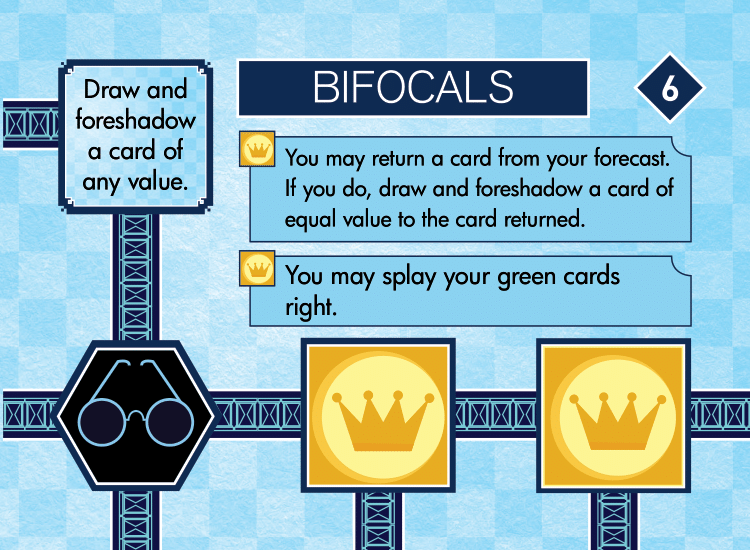 Draw and
foreshadow
a card of
any value.
BIFOCALS
6
You may return a card from your forecast.
If you do, draw and foreshadow a card of
equal value to the card returned.
You may splay your green cards
right.